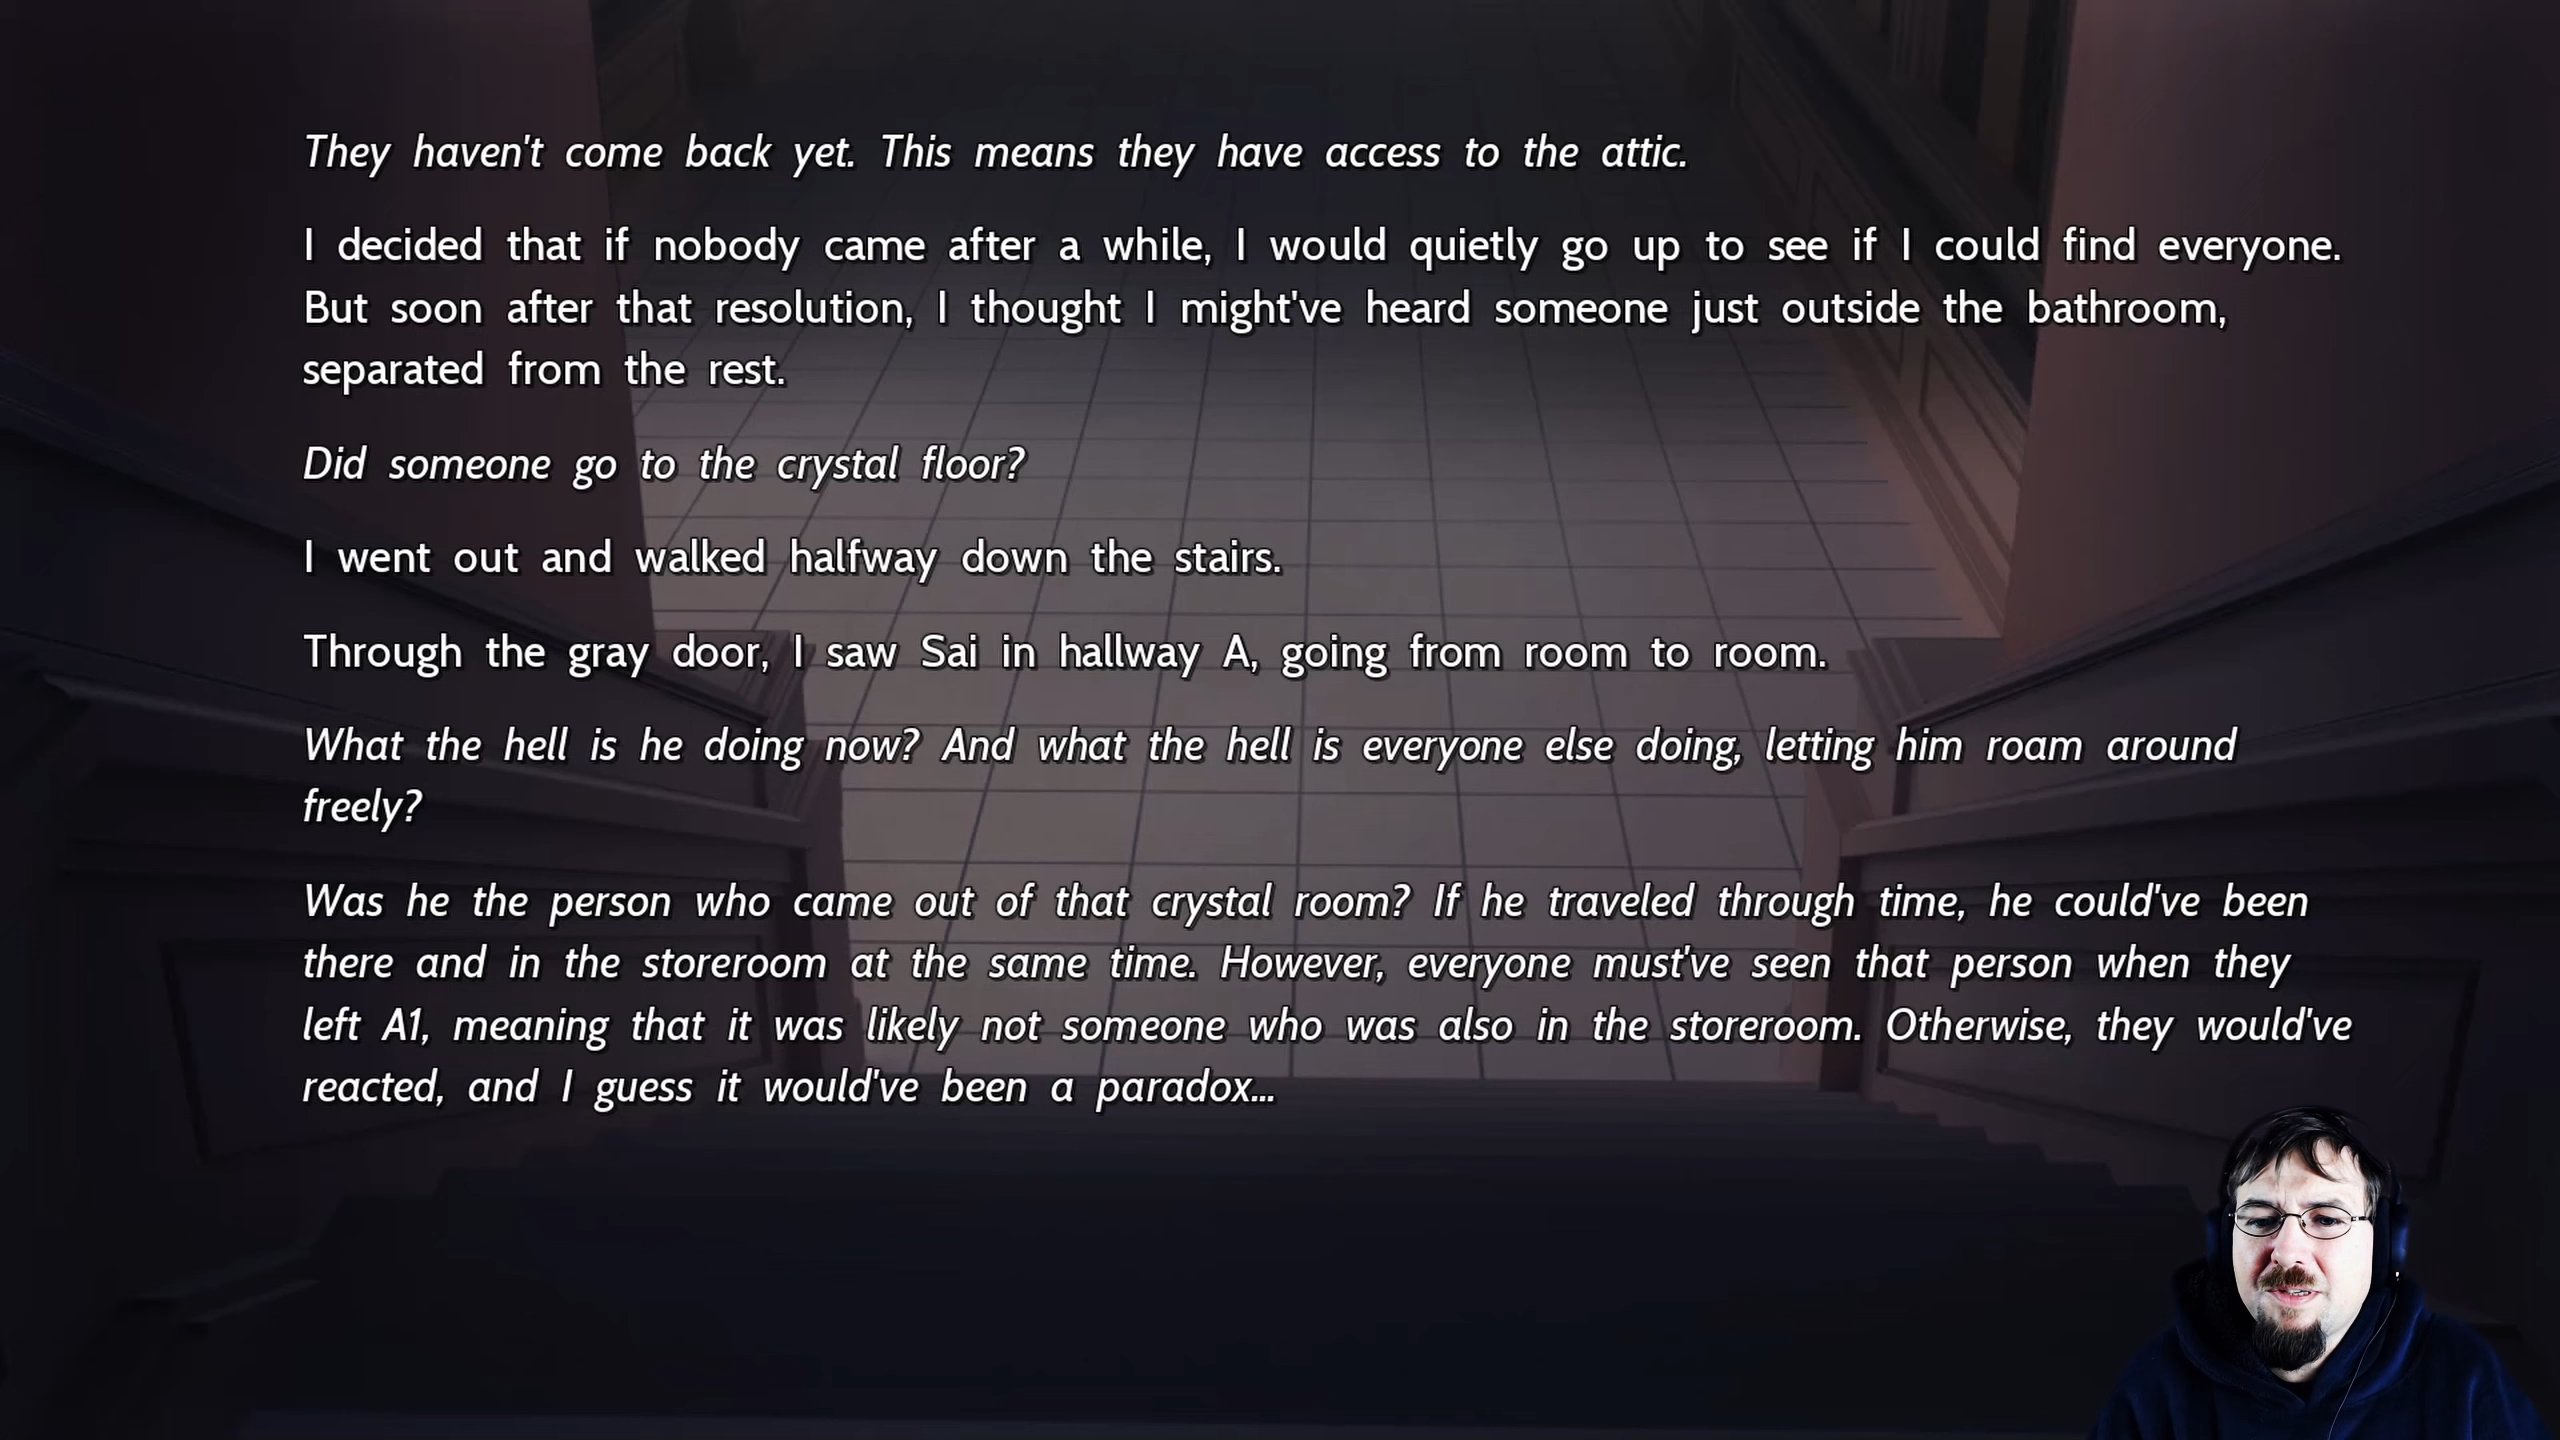 They haven't come back yet. This means they have access to the attic.
I decided that if nobody came after a while, I would quietly go up to see if I could find everyone.
But soon after that resolution, I thought I might've heard someone just outside the bathroom,
separated from the rest.
Did someone go to the crystal floor?
I went out and walked halfway down the stairs.
Through the gray door, I saw Sai in hallway A, going from room to room.
What the hell is he doing now? And what the hell is everyone else doing, letting him roam around
freely?
Was he the person who came out of that crystal room? If he traveled through time, he could've been
there and in the storeroom at the same time. However, everyone must've seen that person when they
left A1, meaning that it was likely not someone who was also in the storeroom. Otherwise, they would've
reacted, and I guess it would've been a paradox...